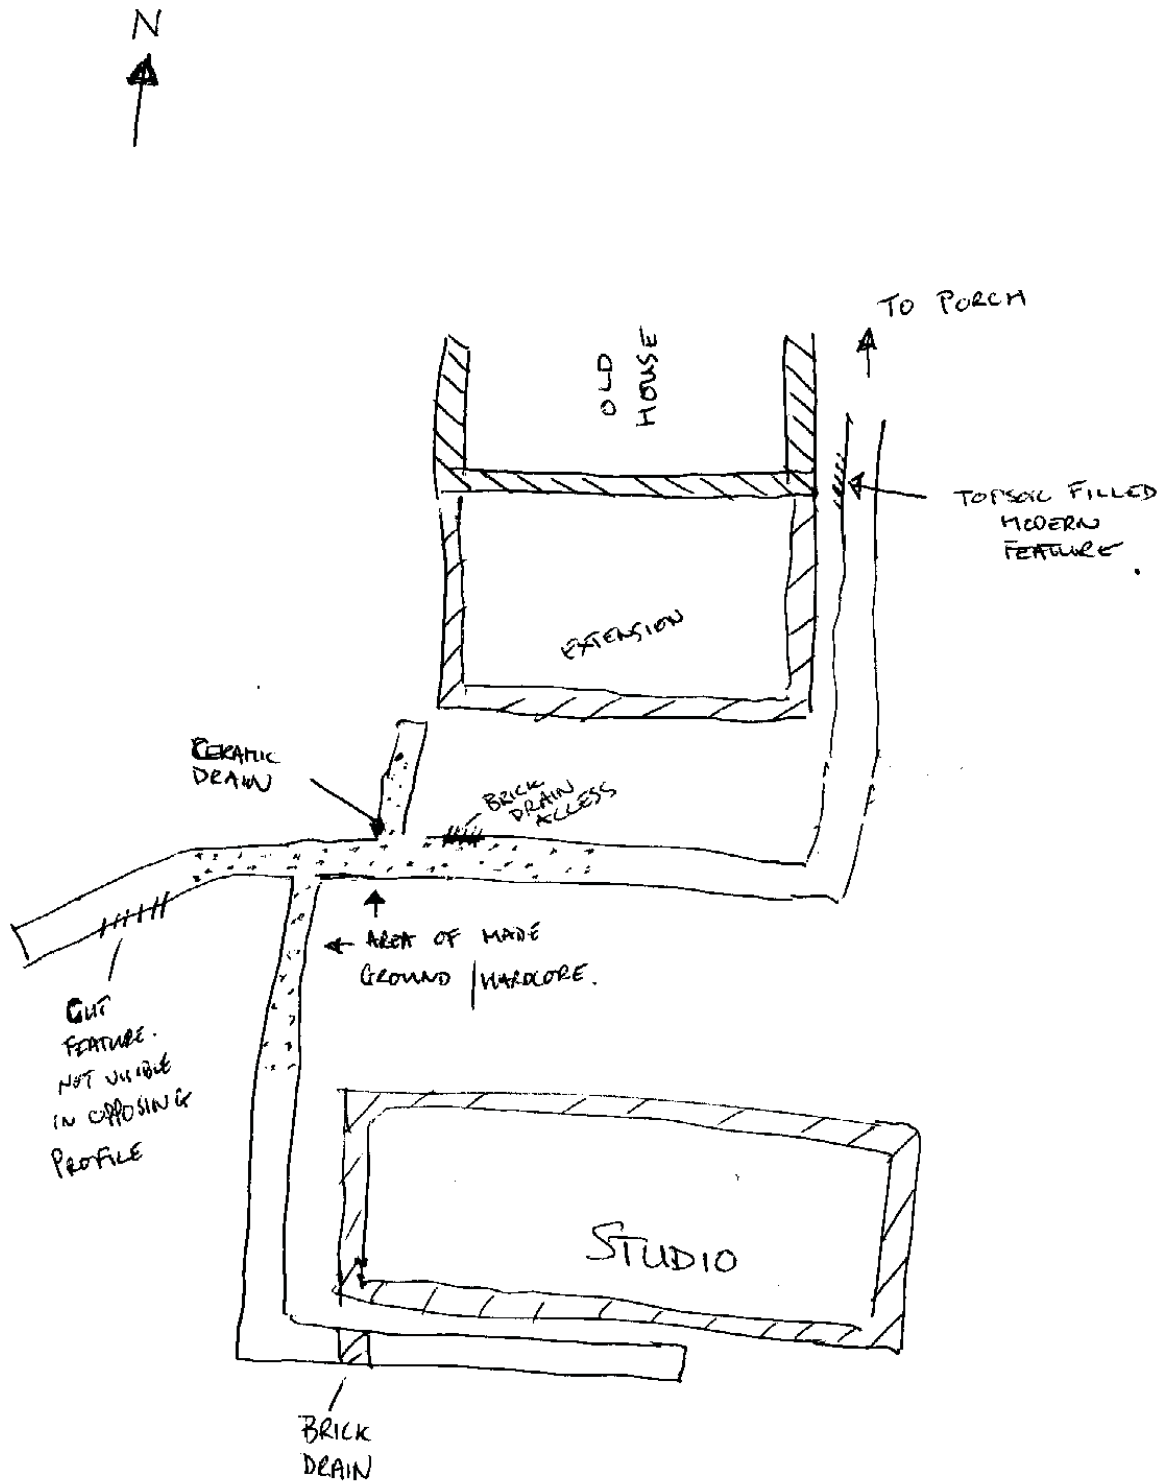 N
TO PORCH
OLD
HOUSE
TOPSOIL FILLED
MODERN
FEATURE.
EXTENSION
CERAMIC
DRAIN
BRICK
DRAIN
ACCESS
AREA OF MADE
GROUND / HARDCORE.
CUT
FEATURE.
NOT VISIBLE
IN OPPOSING
PROFILE
STUDIO
BRICK
DRAIN